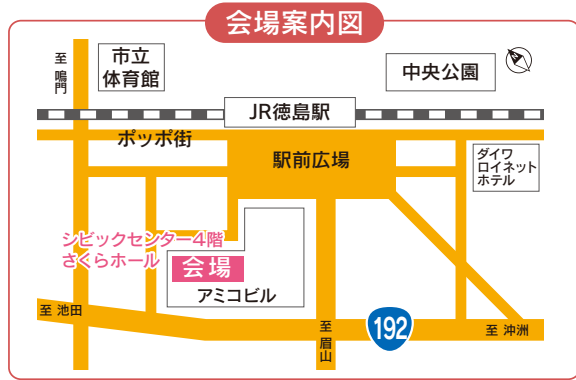 会場案内図
至 鳴門
市立
体育館
中央公園
JR徳島駅
ポッポ街
駅前広場
ダイワ
ロイネット
ホテル
シビックセンター4階
さくらホール
会場
アミコビル
至 池田
至 眉山
192
至 沖洲